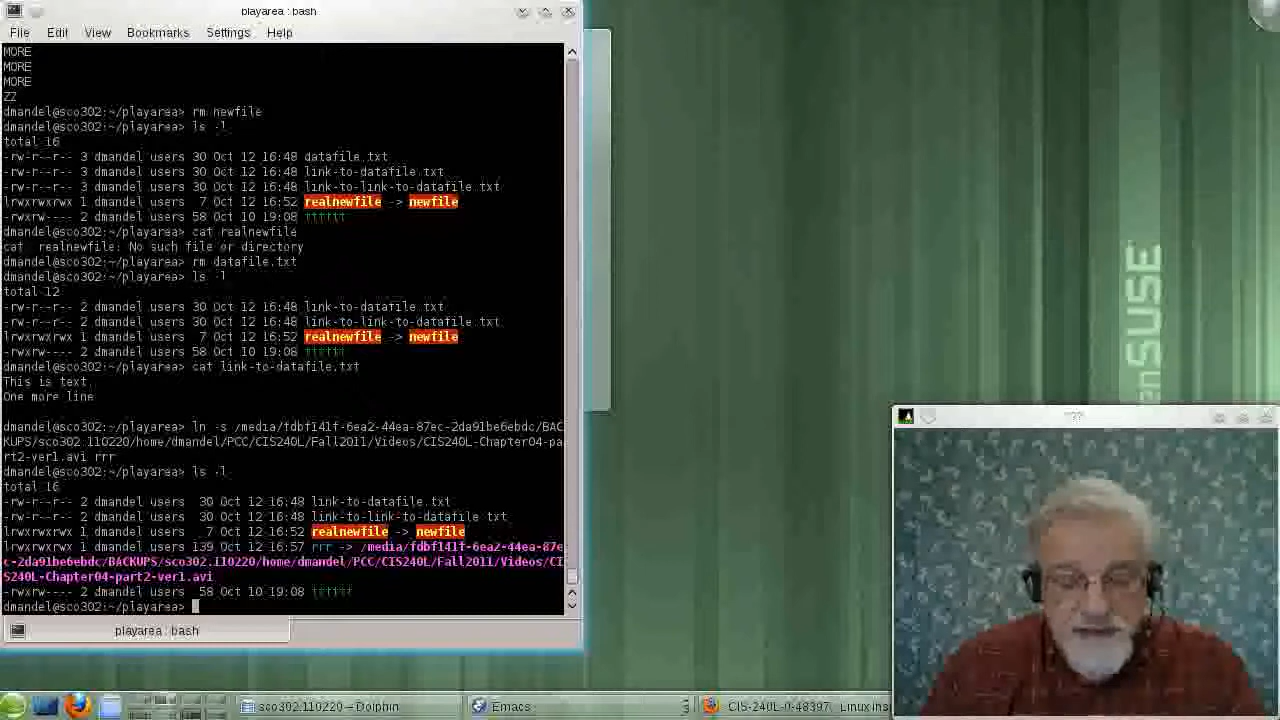 playarea : bash
File Edit View Bookmarks Settings Help
MORE
MORE
MORE
ZZ
dmandel@sco302:~/playarea> rm newfile
dmandel@sco302:~/playarea> ls -l
total 16
-rw-r--r-- 3 dmandel users 30 Oct 12 16:48 datafile.txt
-rw-r--r-- 3 dmandel users 30 Oct 12 16:48 link-to-datafile.txt
-rw-r--r-- 3 dmandel users 30 Oct 12 16:48 link-to-link-to-datafile.txt
lrwxrwxrwx 1 dmandel users 7 Oct 12 16:52 realnewfile -> newfile
-rwxrw---- 2 dmandel users 58 Oct 10 19:08
dmandel@sco302:~/playarea> cat realnewfile
cat: realnewfile: No such file or directory
dmandel@sco302:~/playarea> rm datafile.txt
dmandel@sco302:~/playarea> ls -l
total 12
-rw-r--r-- 2 dmandel users 30 Oct 12 16:48 link-to-datafile.txt
-rw-r--r-- 2 dmandel users 30 Oct 12 16:48 link-to-link-to-datafile.txt
lrwxrwxrwx 1 dmandel users 7 Oct 12 16:52 realnewfile -> newfile
-rwxrw---- 2 dmandel users 58 Oct 10 19:08
dmandel@sco302:~/playarea> cat link-to-datafile.txt
This is text.
One more line
dmandel@sco302:~/playarea> ln -s /media/fdbf141f-6ea2-44ea-87ec-2da91be6ebdc/BAC
KUPS/sco302.110220/home/dmandel/PCC/CIS240L/Fall2011/Videos/CIS240L-Chapter04-pa
rt2-ver1.avi rrr
dmandel@sco302:~/playarea> ls -l
total 16
-rw-r--r-- 2 dmandel users 30 Oct 12 16:48 link-to-datafile.txt
-rw-r--r-- 2 dmandel users 30 Oct 12 16:48 link-to-link-to-datafile.txt
lrwxrwxrwx 1 dmandel users 7 Oct 12 16:52 realnewfile -> newfile
lrwxrwxrwx 1 dmandel users 139 Oct 12 16:57 rrr -> /media/fdbf141f-6ea2-44ea-87e
c-2da91be6ebdc/BACKUPS/sco302.110220/home/dmandel/PCC/CIS240L/Fall2011/Videos/CI
S240L-Chapter04-part2-ver1.avi
-rwxrw---- 2 dmandel users 58 Oct 10 19:08
dmandel@sco302:~/playarea>
playarea : bash
enSUSE
???
sco302.110220 – Dolphin
Emacs
3
CIS-240L-0-48397, Linux Ins